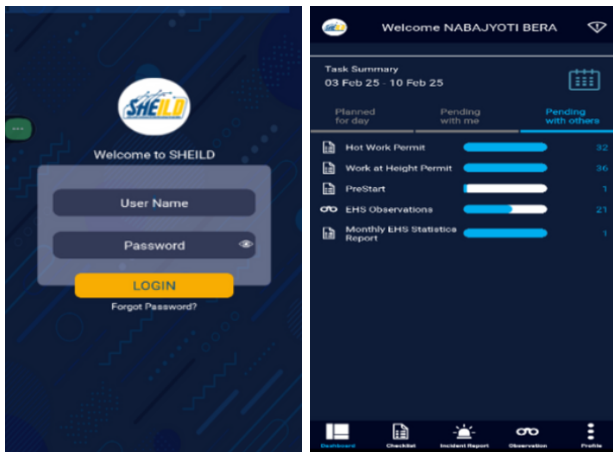 SHEILD
Welcome to SHEILD
User Name
Password
LOGIN
Forgot Password?
Welcome NABAJYOTI BERA
Task Summary
03 Feb 25 - 10 Feb 25
Planned for day
Pending with me
Pending with others
Hot Work Permit 32
Work at Height Permit 36
PreStart 1
EHS Observations 21
Monthly EHS Statistics
Report 1
Dashboard Checklist Incident Report Observation Profile